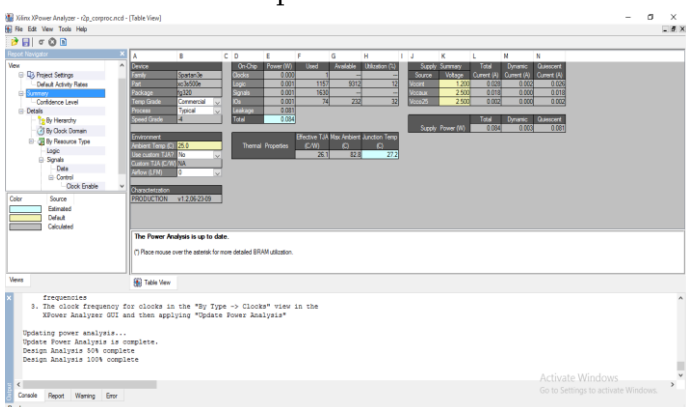 Xilinx XPower Analyzer - r2p_corproc.ncd - [Table View]
File Edit View Tools Help
Report Navigator
View
Project Settings
Default Activity Rates
Summary
Confidence Level
Details
By Hierarchy
By Clock Domain
By Resource Type
Logic
Signals
Data
Control
Clock Enable
Color Source
Estimated
Default
Calculated
Views
A B C D E F G H I J K L M N
Device
Family Spartan3e
Part xc3s500e
Package fg320
Temp Grade Commercial
Process Typical
Speed Grade -4
Environment
Ambient Temp (C) 25.0
Use custom TJA? No
Custom TJA (C/W) NA
Airflow (LFM) 0
Characterization
PRODUCTION v1.2,06-23-09
On-Chip Power (W) Used Available Utilization (%)
Clocks 0.000 1 --- ---
Logic 0.001 1157 9312 12
Signals 0.001 1630 --- ---
IOs 0.001 74 232 32
Leakage 0.081
Total 0.084
Thermal Properties Effective TJA (C/W) Max Ambient (C) Junction Temp (C)
26.1 82.8 27.2
Supply Summary Total Dynamic Quiescent
Source Voltage Current (A) Current (A) Current (A)
Vccint 1.200 0.028 0.002 0.026
Vccaux 2.500 0.018 0.000 0.018
Vcco25 2.500 0.002 0.000 0.002
Total Dynamic Quiescent
Supply Power (W) 0.084 0.003 0.081
The Power Analysis is up to date.
(*) Place mouse over the asterisk for more detailed BRAM utilization.
Table View
frequencies
3. The clock frequency for clocks in the "By Type -> Clocks" view in the
XPower Analyzer GUI and then applying "Update Power Analysis"
Updating power analysis...
Update Power Analysis is complete.
Design Analysis 50% complete
Design Analysis 100% complete
Output
Console Report Warning Error
Activate Windows
Go to Settings to activate Windows.